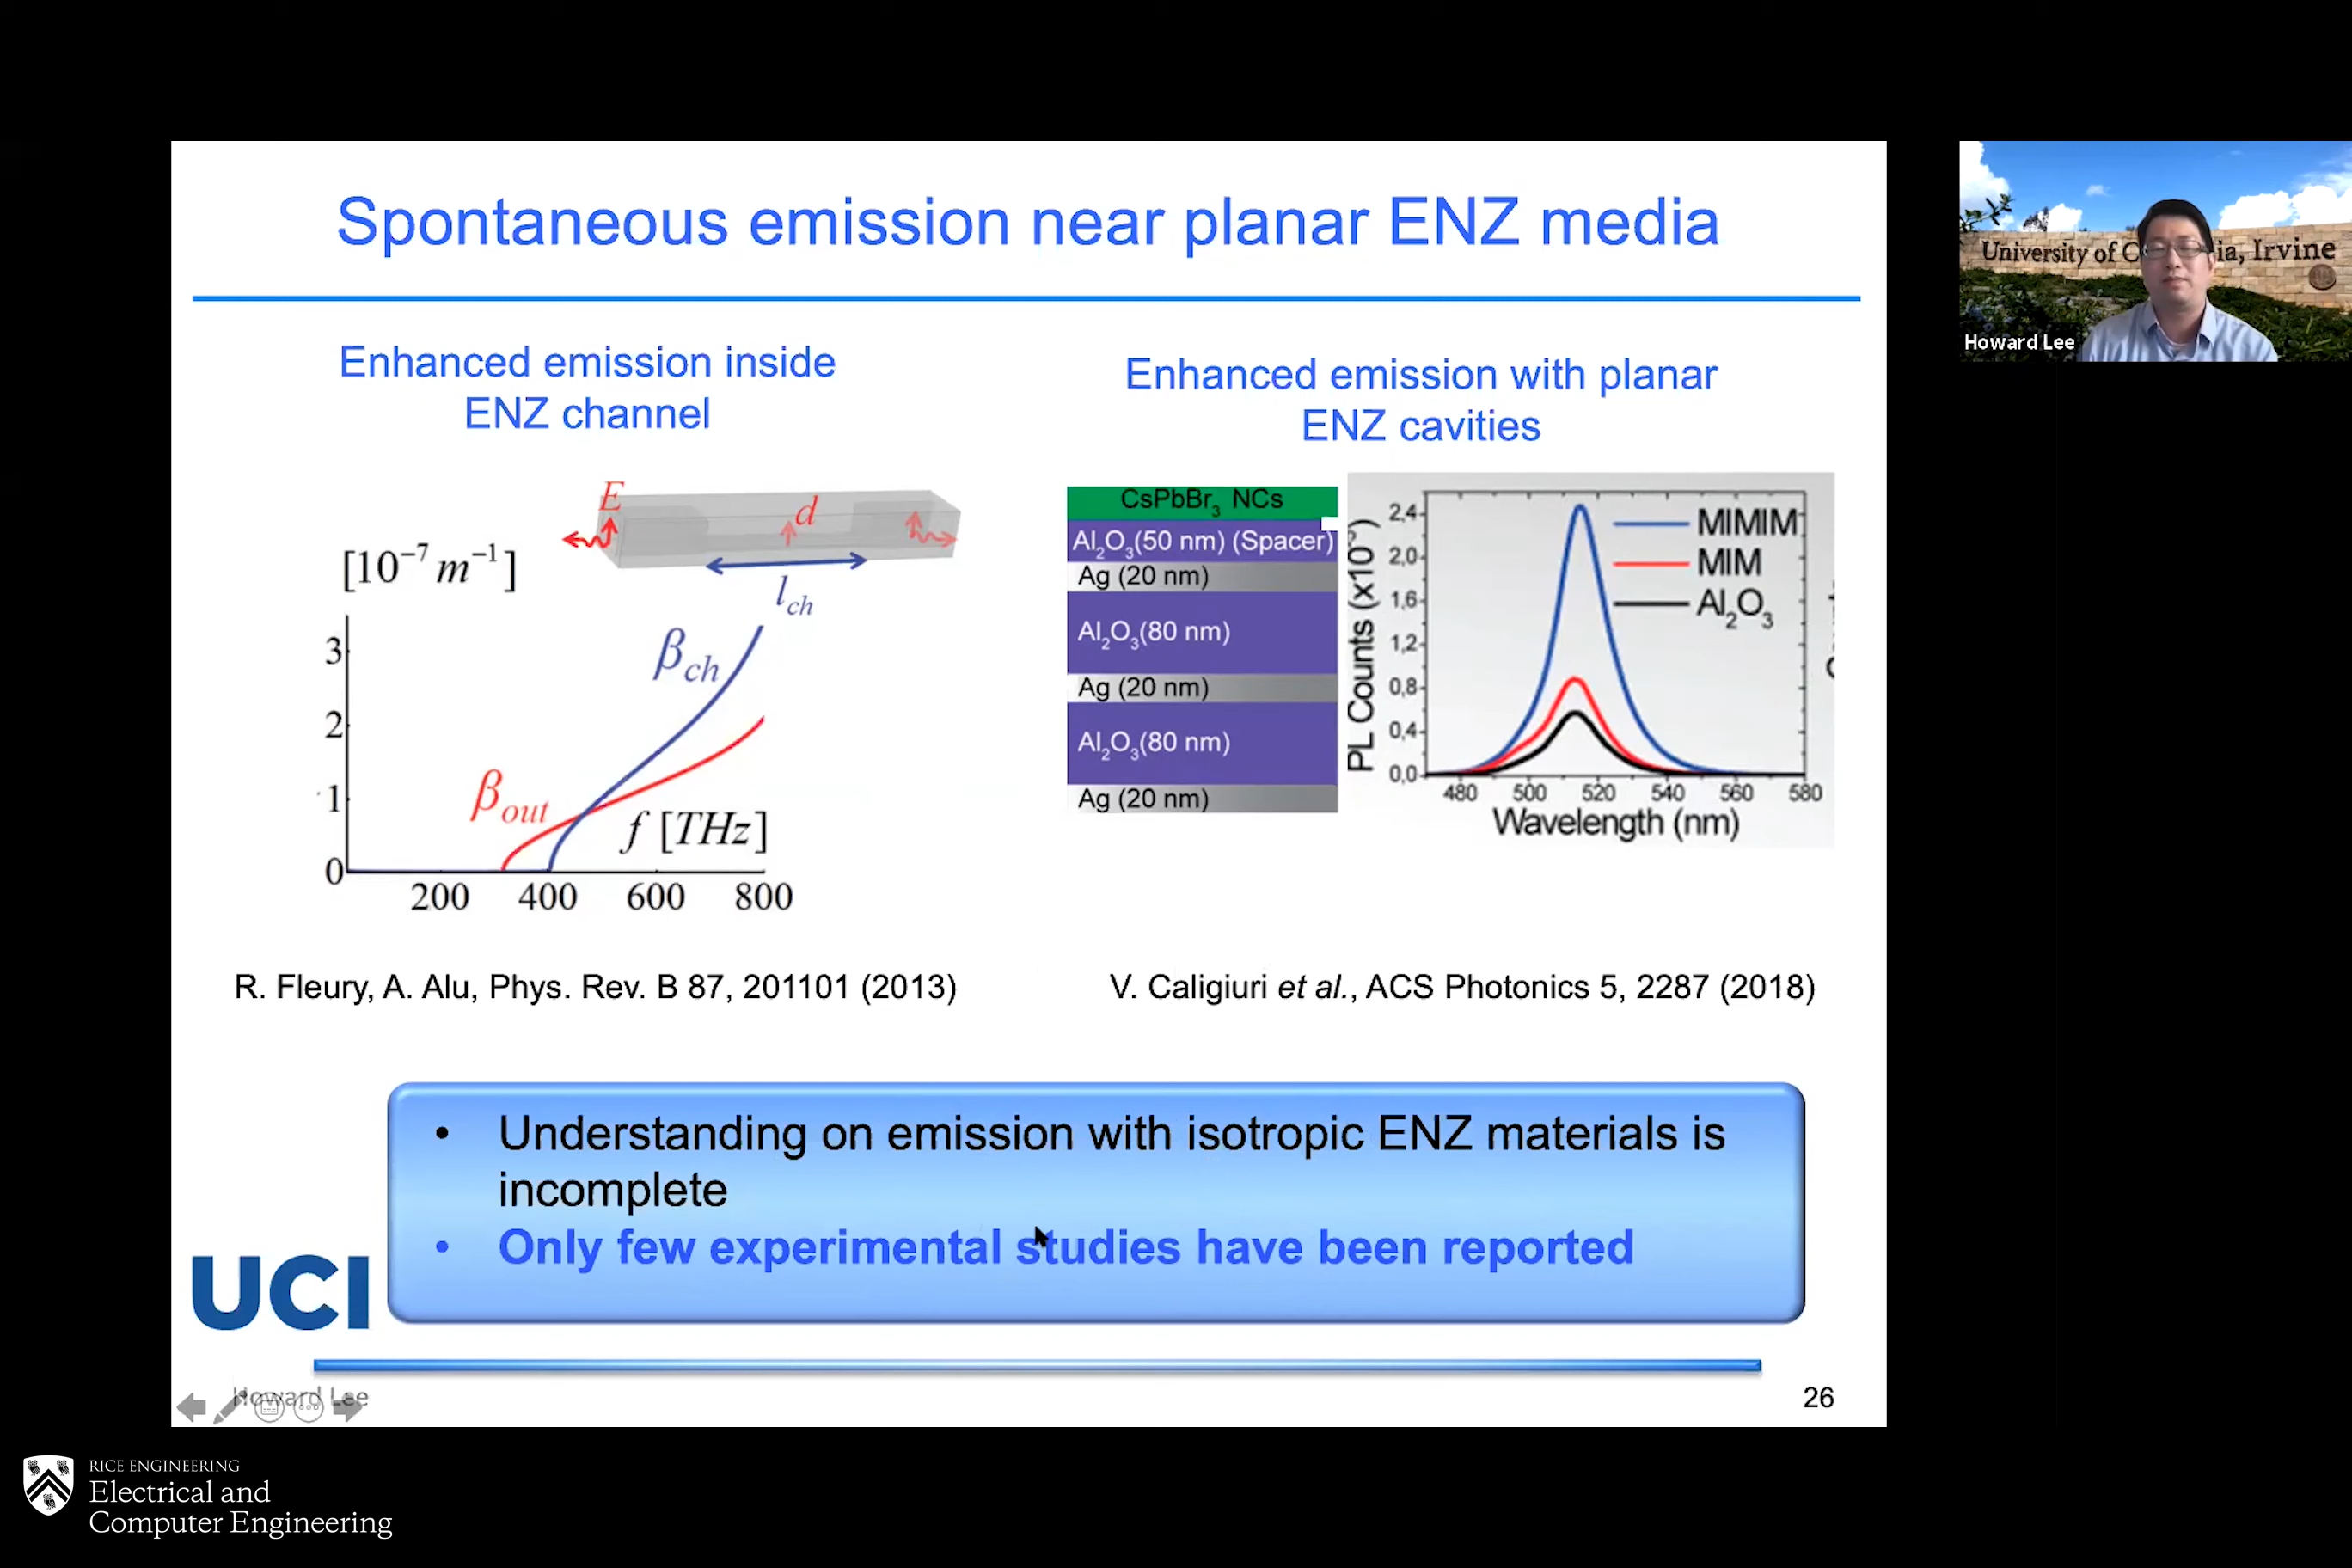 Spontaneous emission near planar ENZ media
Enhanced emission inside
ENZ channel
E
d
l_ch
[10⁻⁷ m⁻¹]
3
2
1
0
β_ch
β_out
f [THz]
200 400 600 800
R. Fleury, A. Alu, Phys. Rev. B 87, 201101 (2013)
Enhanced emission with planar
ENZ cavities
CsPbBr₃ NCs
Al₂O₃(50 nm) (Spacer)
Ag (20 nm)
Al₂O₃(80 nm)
Ag (20 nm)
Al₂O₃(80 nm)
Ag (20 nm)
PL Counts (x10
2,4
2,0
1,6
1,2
0,8
0,4
0,0
MIMIM
MIM
Al₂O₃
480 500 520 540 560 580
Wavelength (nm)
V. Caligiuri et al., ACS Photonics 5, 2287 (2018)
• Understanding on emission with isotropic ENZ materials is
incomplete
• Only few experimental studies have been reported
UCI
Howard Lee
26
University of C ia, Irvine
Howard Lee
RICE ENGINEERING
Electrical and
Computer Engineering